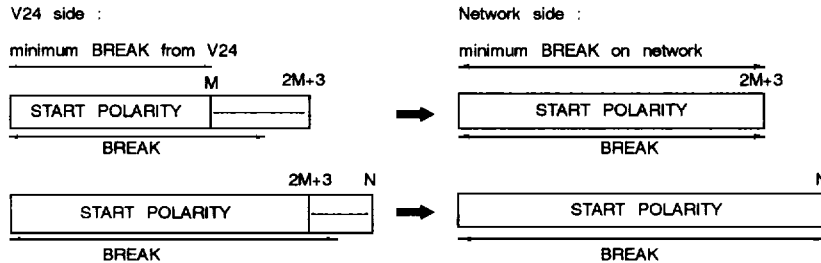 V24 side :
Network side :
minimum BREAK from V24
minimum BREAK on network
M
2M+3
2M+3
START POLARITY
START POLARITY
BREAK
BREAK
2M+3
N
N
START POLARITY
START POLARITY
BREAK
BREAK